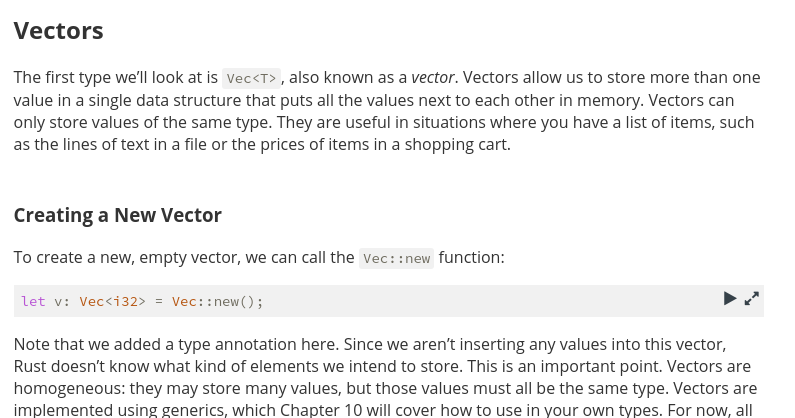 Vectors
The first type we’ll look at is Vec<T>, also known as a vector. Vectors allow us to store more than one
value in a single data structure that puts all the values next to each other in memory. Vectors can
only store values of the same type. They are useful in situations where you have a list of items, such
as the lines of text in a file or the prices of items in a shopping cart.
Creating a New Vector
To create a new, empty vector, we can call the Vec::new function:
let v: Vec<i32> = Vec::new();
Note that we added a type annotation here. Since we aren’t inserting any values into this vector,
Rust doesn’t know what kind of elements we intend to store. This is an important point. Vectors are
homogeneous: they may store many values, but those values must all be the same type. Vectors are
implemented using generics, which Chapter 10 will cover how to use in your own types. For now, all